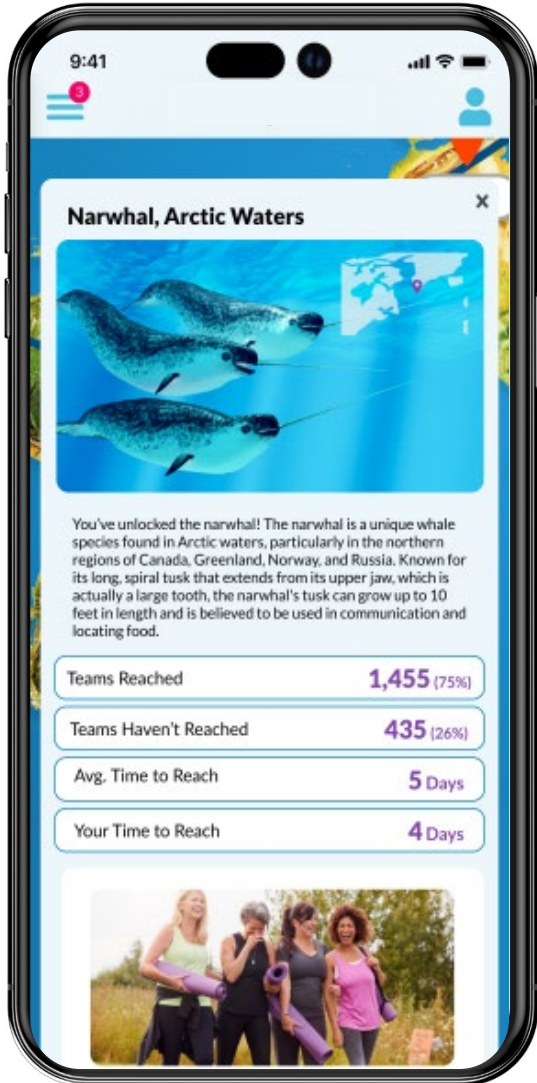 9:41
3
Narwhal, Arctic Waters
×
You've unlocked the narwhal! The narwhal is a unique whale
species found in Arctic waters, particularly in the northern
regions of Canada, Greenland, Norway, and Russia. Known for
its long, spiral tusk that extends from its upper jaw, which is
actually a large tooth, the narwhal's tusk can grow up to 10
feet in length and is believed to be used in communication and
locating food.
Teams Reached 1,455 (75%)
Teams Haven't Reached 435 (26%)
Avg. Time to Reach 5 Days
Your Time to Reach 4 Days